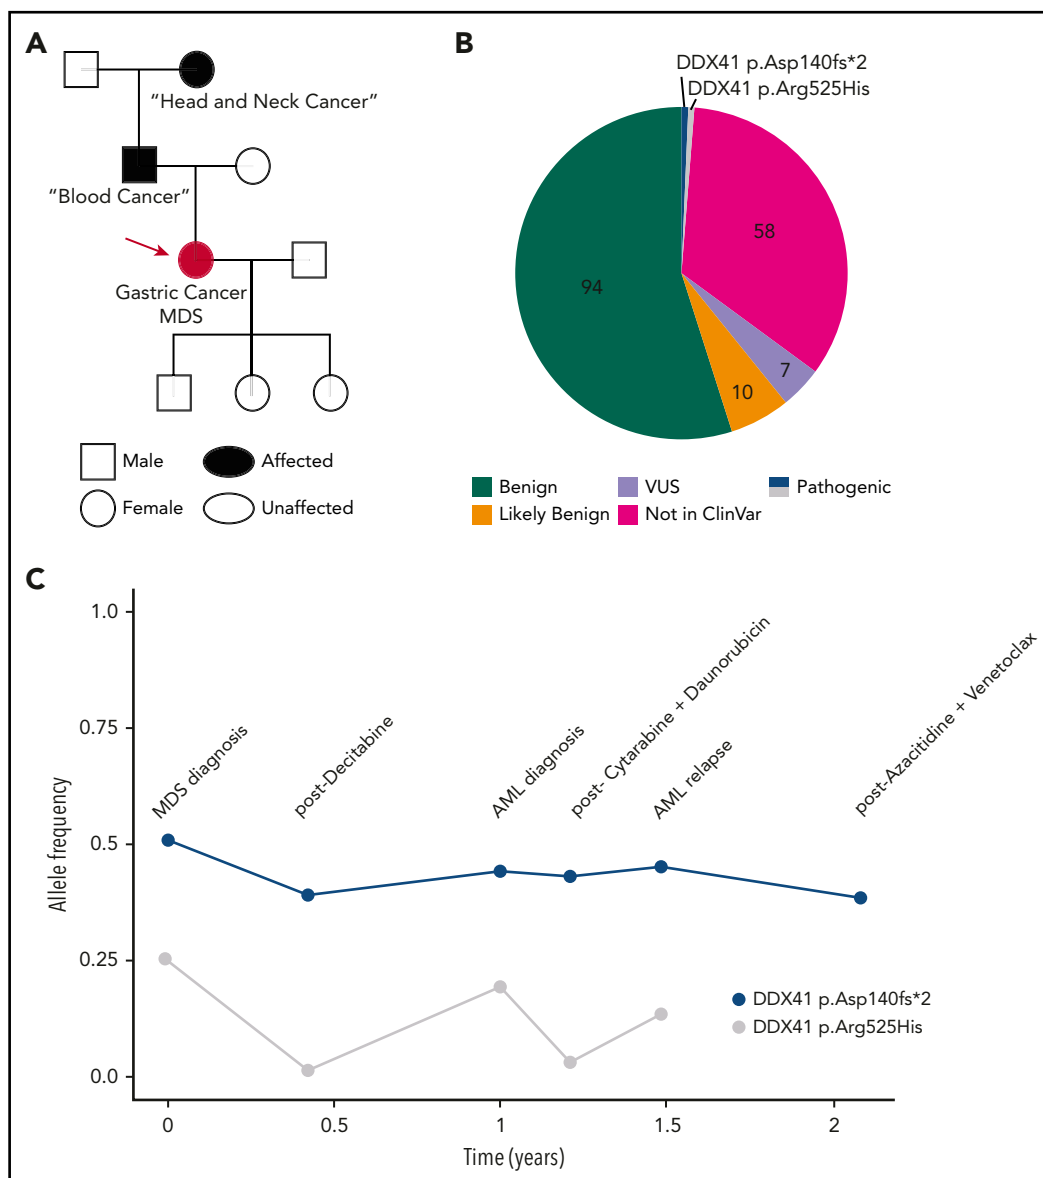 A
"Head and Neck Cancer"
"Blood Cancer"
Gastric Cancer
MDS
Male
Affected
Female
Unaffected
B
DDX41 p.Asp140fs*2
DDX41 p.Arg525His
58
94
7
10
Benign
VUS
Pathogenic
Likely Benign
Not in ClinVar
C
1.0
0.75
0.5
0.25
0.0
Allele frequency
MDS diagnosis
post-Decitabine
AML diagnosis
post- Cytarabine + Daunorubicin
AML relapse
post-Azacitidine + Venetoclax
DDX41 p.Asp140fs*2
DDX41 p.Arg525His
0
0.5
1
1.5
2
Time (years)